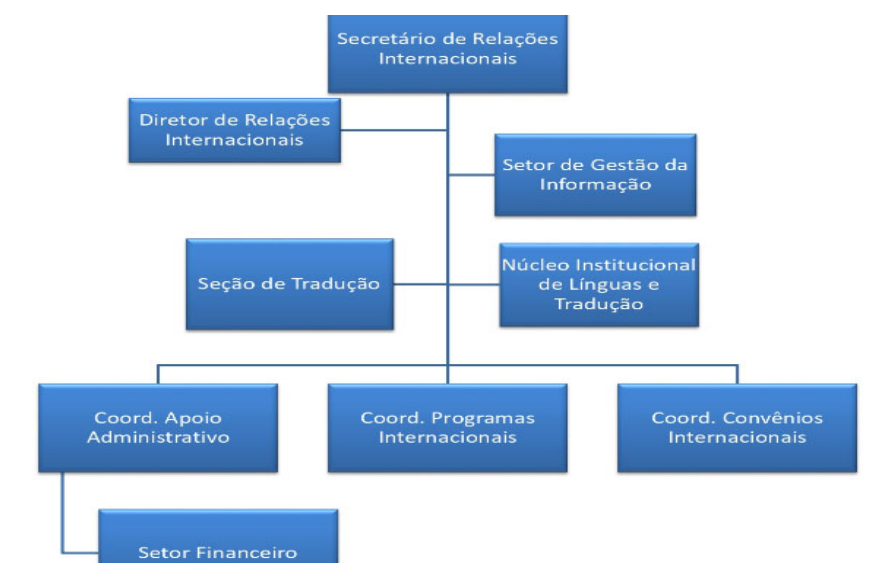 Secretário de Relações
Internacionais
Diretor de Relações
Internacionais
Setor de Gestão da
Informação
Seção de Tradução
Núcleo Institucional
de Línguas e
Tradução
Coord. Apoio
Administrativo
Coord. Programas
Internacionais
Coord. Convênios
Internacionais
Setor Financeiro